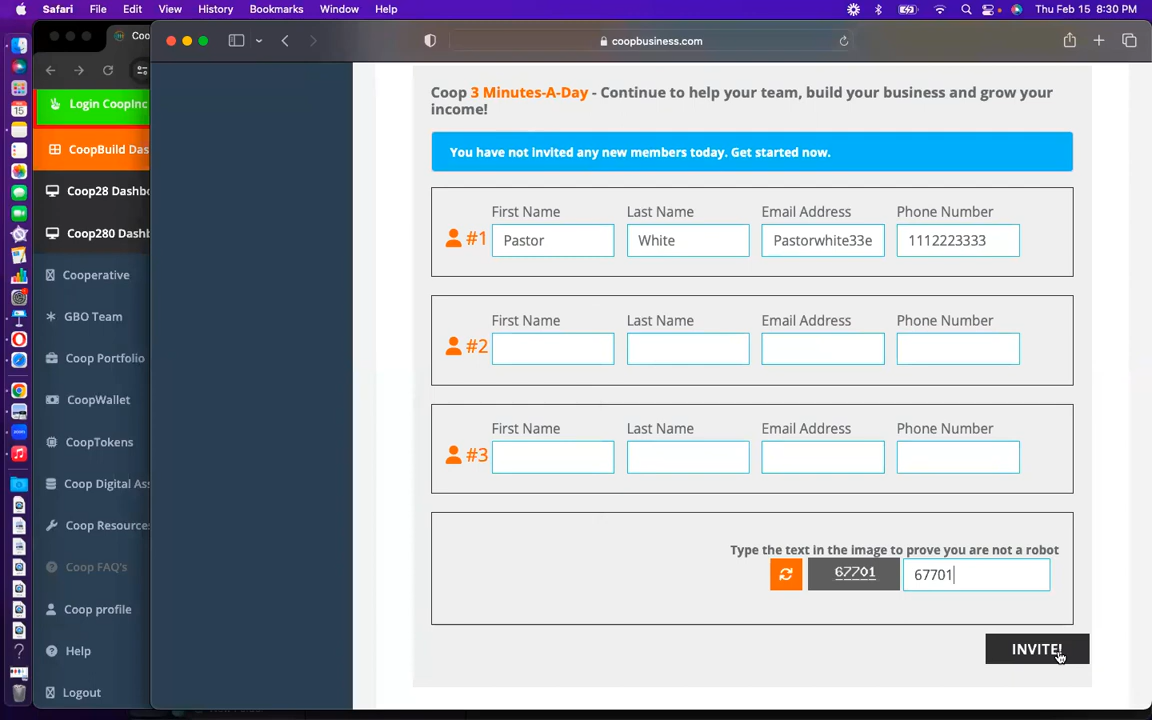 Safari File Edit View History Bookmarks Window Help Thu Feb 15 8:30 PM
coopbusiness.com
Login CoopInc
CoopBuild Das
Coop28 Dashbo
Coop280 Dashb
Cooperative
GBO Team
Coop Portfolio
CoopWallet
CoopTokens
Coop Digital Ass
Coop Resources
Coop FAQ's
Coop profile
Help
Logout
Coop 3 Minutes-A-Day - Continue to help your team, build your business and grow your
income!
You have not invited any new members today. Get started now.
First Name Last Name Email Address Phone Number
#1 Pastor White Pastorwhite33e 1112223333
First Name Last Name Email Address Phone Number
#2
First Name Last Name Email Address Phone Number
#3
Type the text in the image to prove you are not a robot
67701 67701
INVITE!